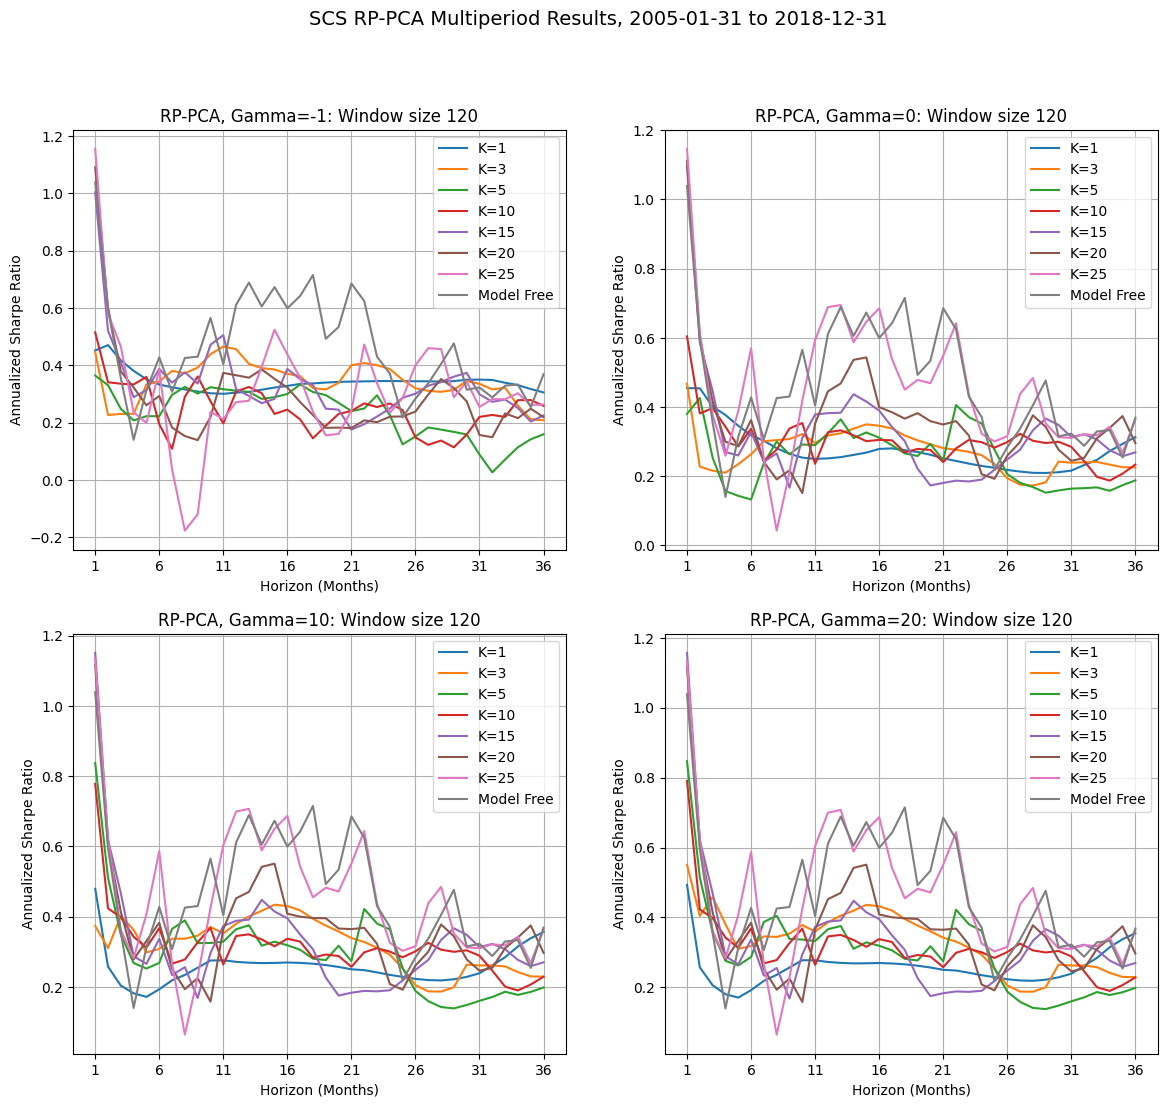 SCS RP-PCA Multiperiod Results, 2005-01-31 to 2018-12-31
RP-PCA, Gamma=-1: Window size 120
Annualized Sharpe Ratio
1.2
1.0
0.8
0.6
0.4
0.2
0.0
−0.2
K=1
K=3
K=5
K=10
K=15
K=20
K=25
Model Free
1 6 11 16 21 26 31 36
Horizon (Months)
RP-PCA, Gamma=0: Window size 120
Annualized Sharpe Ratio
1.2
1.0
0.8
0.6
0.4
0.2
0.0
K=1
K=3
K=5
K=10
K=15
K=20
K=25
Model Free
1 6 11 16 21 26 31 36
Horizon (Months)
RP-PCA, Gamma=10: Window size 120
Annualized Sharpe Ratio
1.2
1.0
0.8
0.6
0.4
0.2
K=1
K=3
K=5
K=10
K=15
K=20
K=25
Model Free
1 6 11 16 21 26 31 36
Horizon (Months)
RP-PCA, Gamma=20: Window size 120
Annualized Sharpe Ratio
1.2
1.0
0.8
0.6
0.4
0.2
K=1
K=3
K=5
K=10
K=15
K=20
K=25
Model Free
1 6 11 16 21 26 31 36
Horizon (Months)